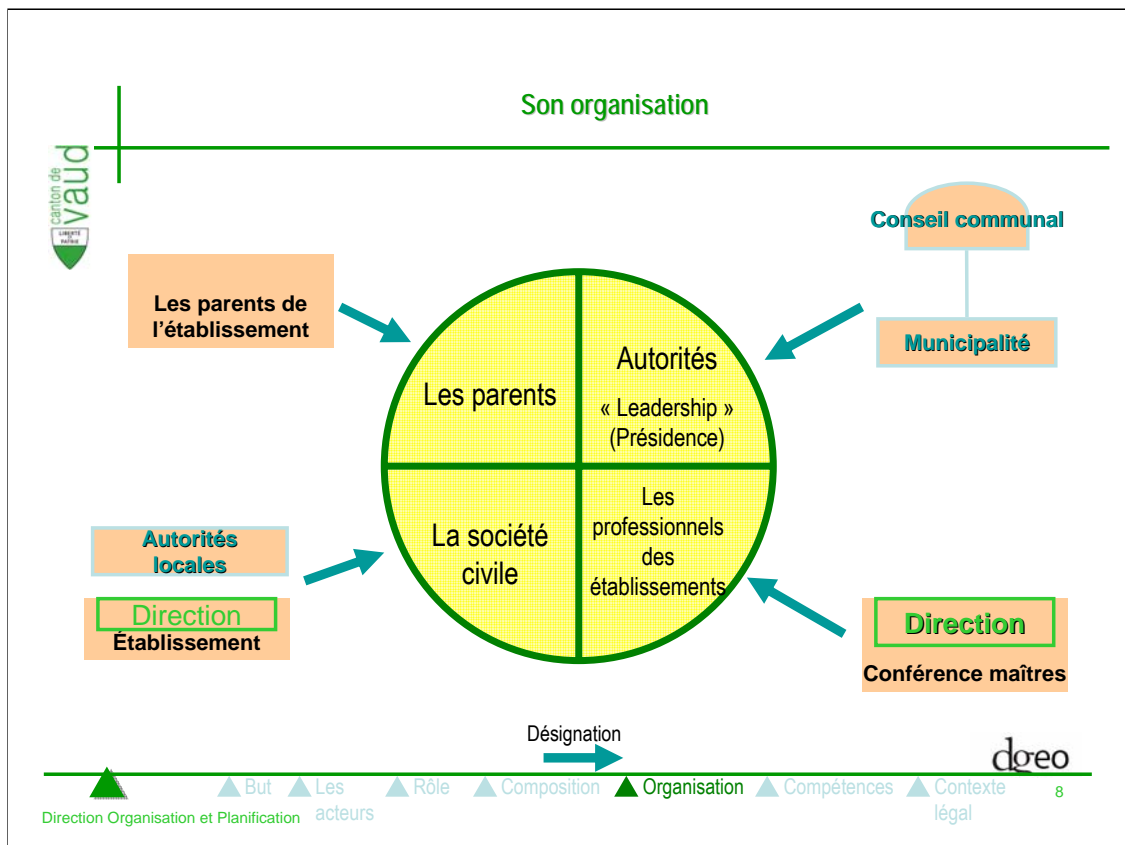 Son organisation
canton de
vaud
LIBERTÉ
ET
PATRIE
Conseil communal
Municipalité
Les parents de
l'établissement
Les parents
Autorités
« Leadership »
(Présidence)
La société
civile
Les
professionnels
des
établissements
Autorités
locales
Direction
Établissement
Direction
Conférence maîtres
Désignation
dgeo
But
Les
acteurs
Rôle
Composition
Organisation
Compétences
Contexte
légal
8
Direction Organisation et Planification